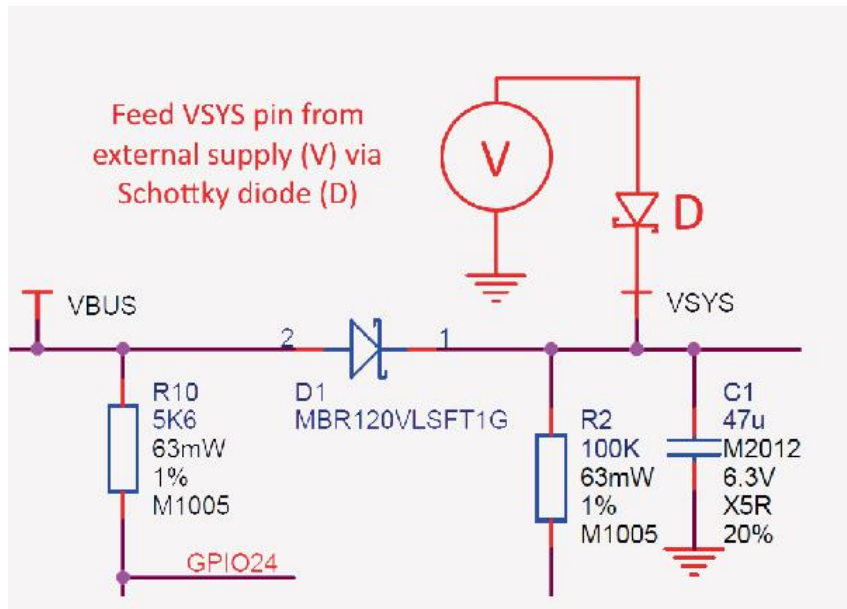 Feed VSYS pin from
external supply (V) via
Schottky diode (D)
V
D
VBUS
VSYS
2
1
R10
5K6
63mW
1%
M1005
D1
MBR120VLSFT1G
R2
100K
63mW
1%
M1005
C1
47u
M2012
6.3V
X5R
20%
GPIO24